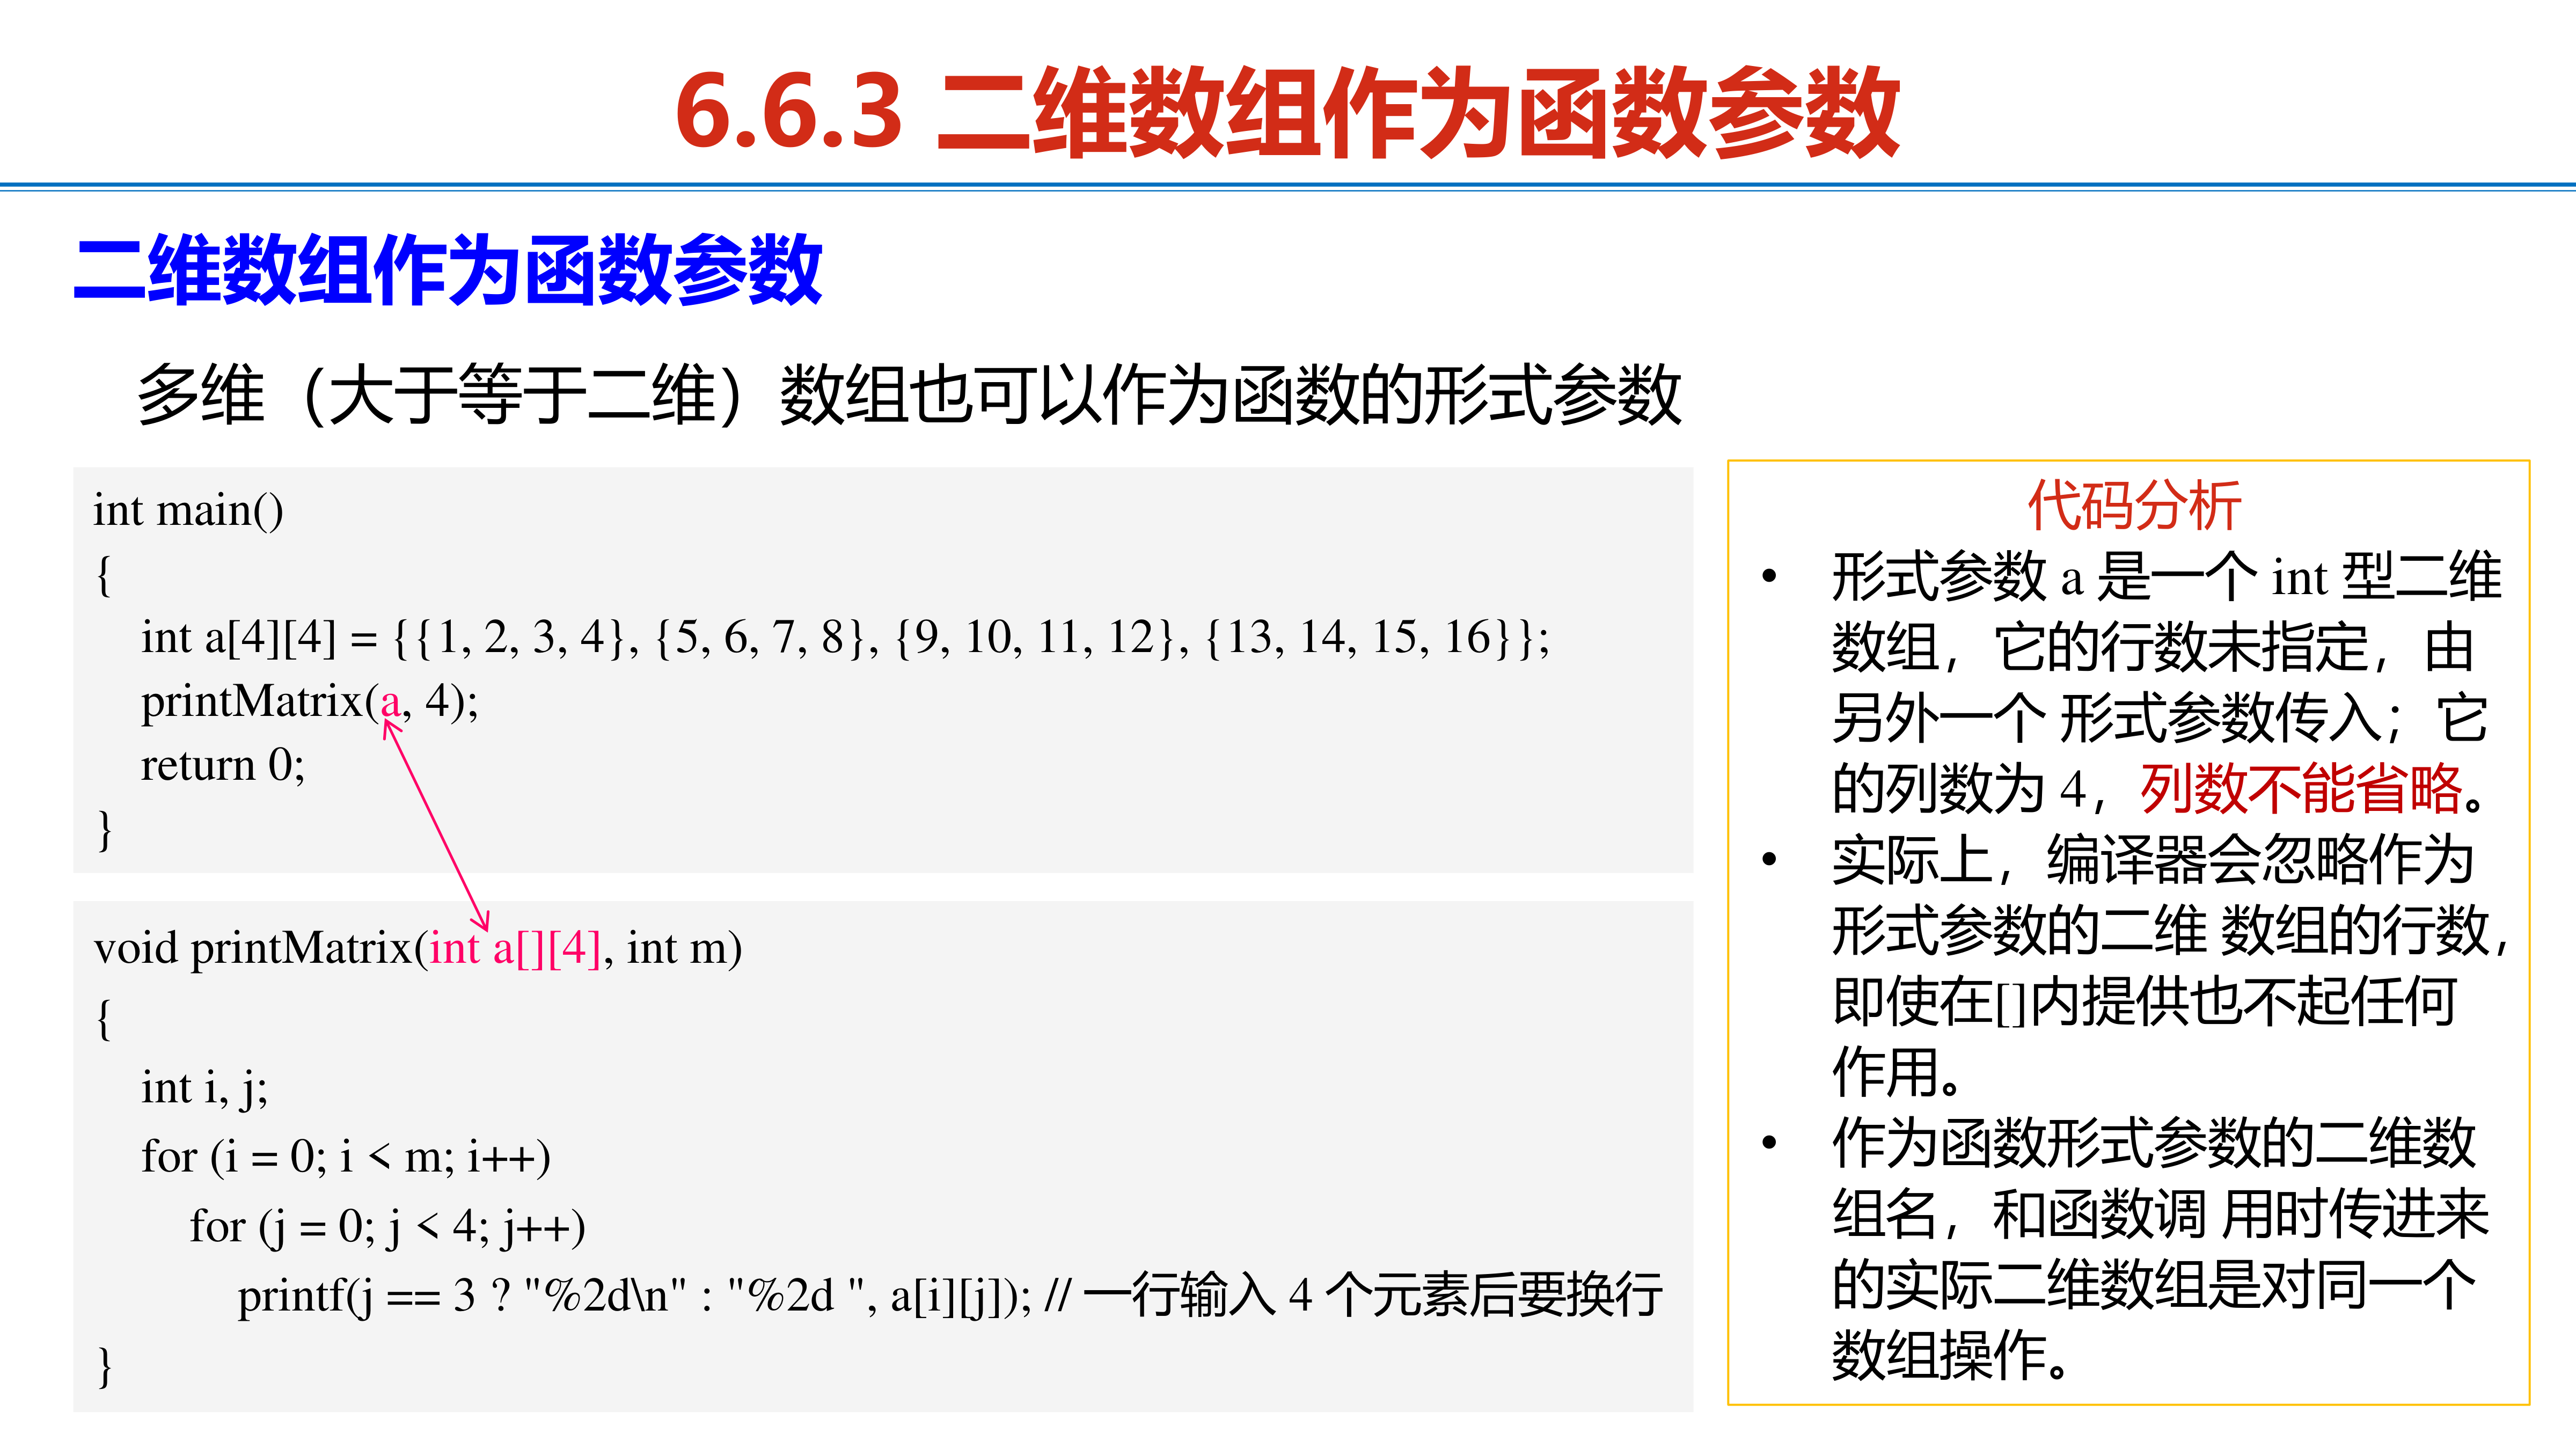 6.6.3 二维数组作为函数参数
二维数组作为函数参数
多维（大于等于二维）数组也可以作为函数的形式参数
int main()
{
    int a[4][4] = {{1, 2, 3, 4}, {5, 6, 7, 8}, {9, 10, 11, 12}, {13, 14, 15, 16}};
    printMatrix(a, 4);
    return 0;
}
void printMatrix(int a[][4], int m)
{
    int i, j;
    for (i = 0; i < m; i++)
        for (j = 0; j < 4; j++)
            printf(j == 3 ? "%2d\n" : "%2d ", a[i][j]); // 一行输入 4 个元素后要换行
}
代码分析
• 形式参数 a 是一个 int 型二维
数组，它的行数未指定，由
另外一个 形式参数传入；它
的列数为 4，列数不能省略。
• 实际上，编译器会忽略作为
形式参数的二维 数组的行数，
即使在[]内提供也不起任何
作用。
• 作为函数形式参数的二维数
组名，和函数调 用时传进来
的实际二维数组是对同一个
数组操作。